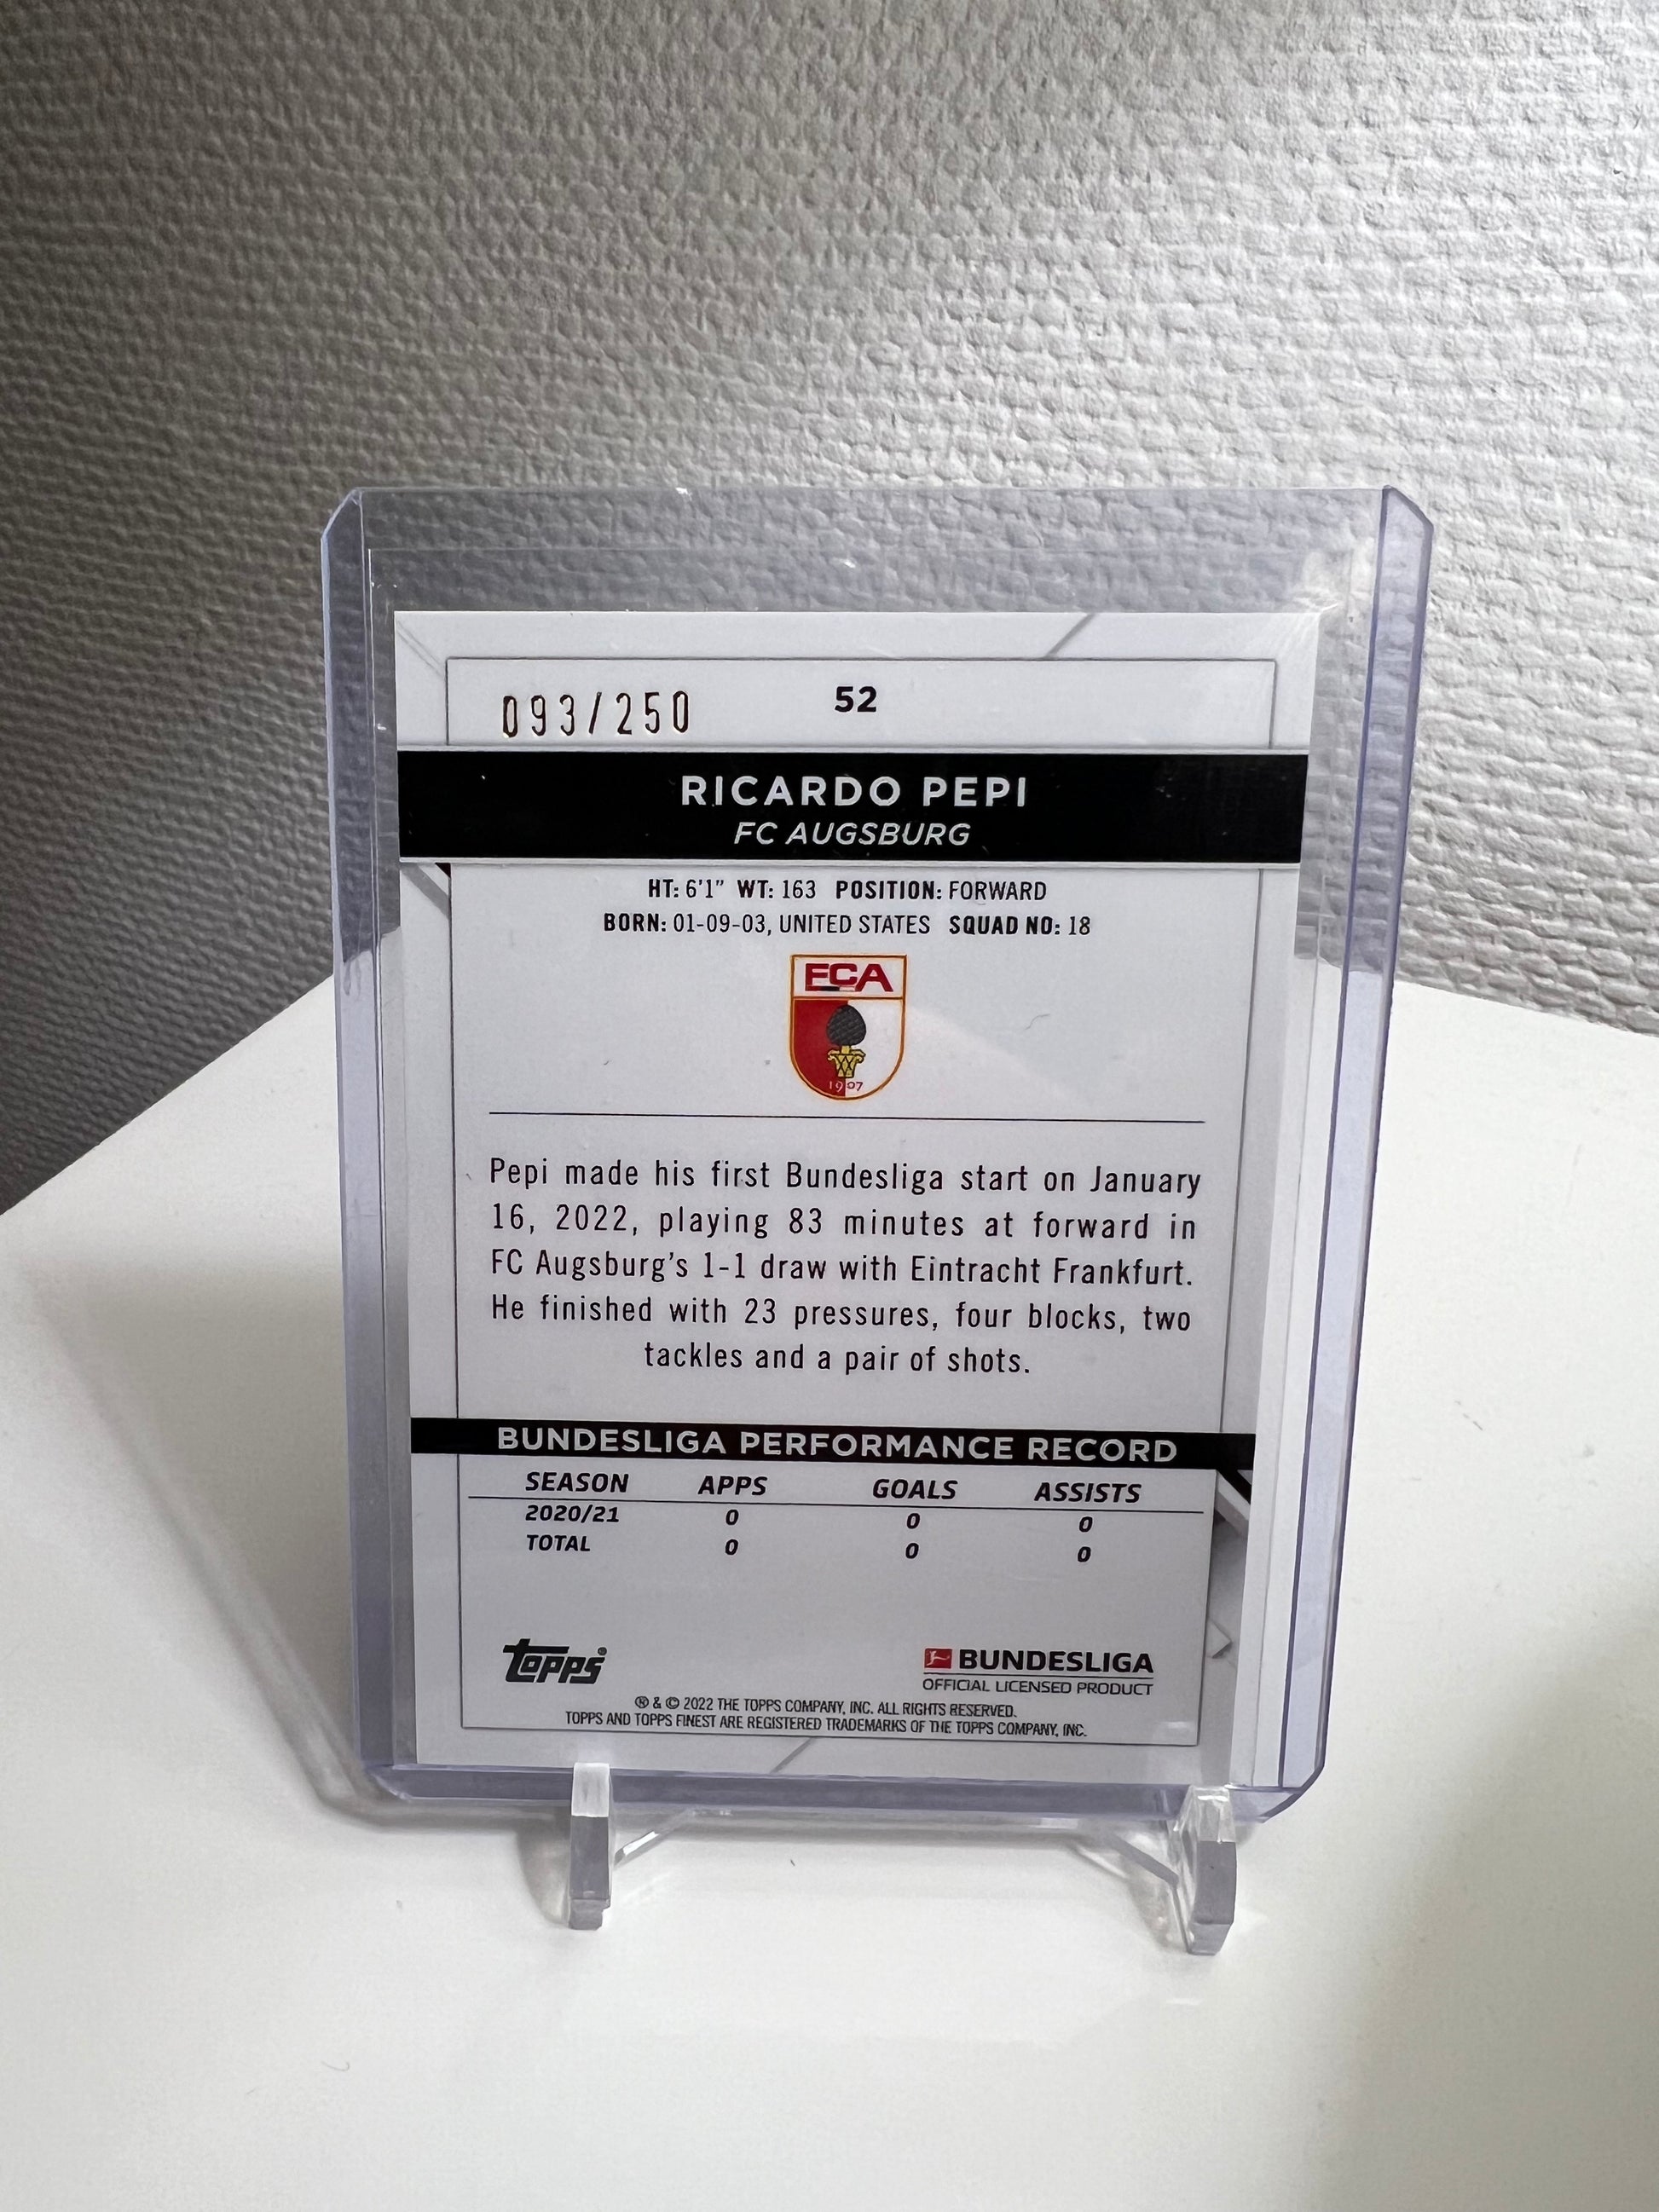 093/250 52
RICARDO PEPI
FC AUGSBURG
HT: 6'1" WT: 163 POSITION: FORWARD
BORN: 01-09-03, UNITED STATES SQUAD NO: 18
FCA
1907
Pepi made his first Bundesliga start on January
16, 2022, playing 83 minutes at forward in
FC Augsburg's 1-1 draw with Eintracht Frankfurt.
He finished with 23 pressures, four blocks, two
tackles and a pair of shots.
BUNDESLIGA PERFORMANCE RECORD
SEASON APPS GOALS ASSISTS
2020/21 0 0 0
TOTAL 0 0 0
topps®
BUNDESLIGA
OFFICIAL LICENSED PRODUCT
® & © 2022 THE TOPPS COMPANY, INC. ALL RIGHTS RESERVED.
TOPPS AND TOPPS FINEST ARE REGISTERED TRADEMARKS OF THE TOPPS COMPANY, INC.